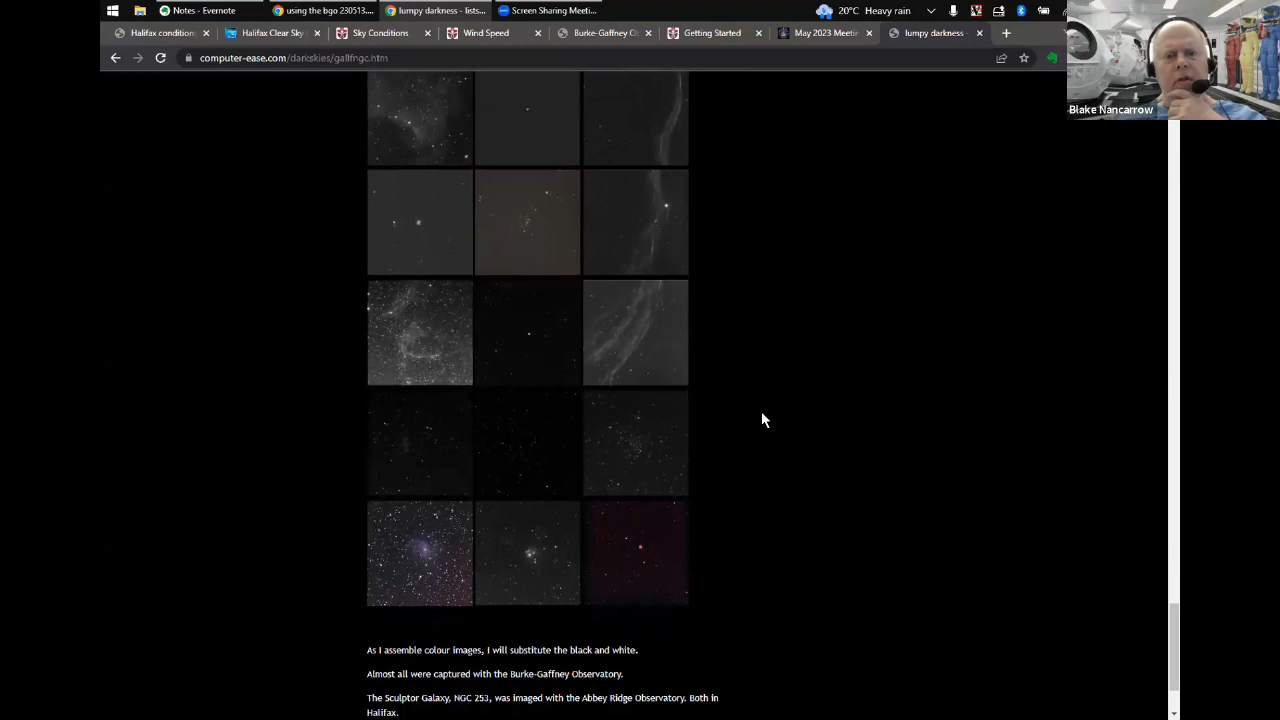 Notes - Evernote
using the bgo 230513....
lumpy darkness - lists...
Screen Sharing Meeti...
20°C Heavy rain
Halifax conditions
Halifax Clear Sky
Sky Conditions
Wind Speed
Burke-Gaffney O
Getting Started
May 2023 Meeti
lumpy darkness -
computer-ease.com/darkskies/gallfngc.htm
Blake Nancarrow
As I assemble colour images, I will substitute the black and white.
Almost all were captured with the Burke-Gaffney Observatory.
The Sculptor Galaxy, NGC 253, was imaged with the Abbey Ridge Observatory. Both in
Halifax.